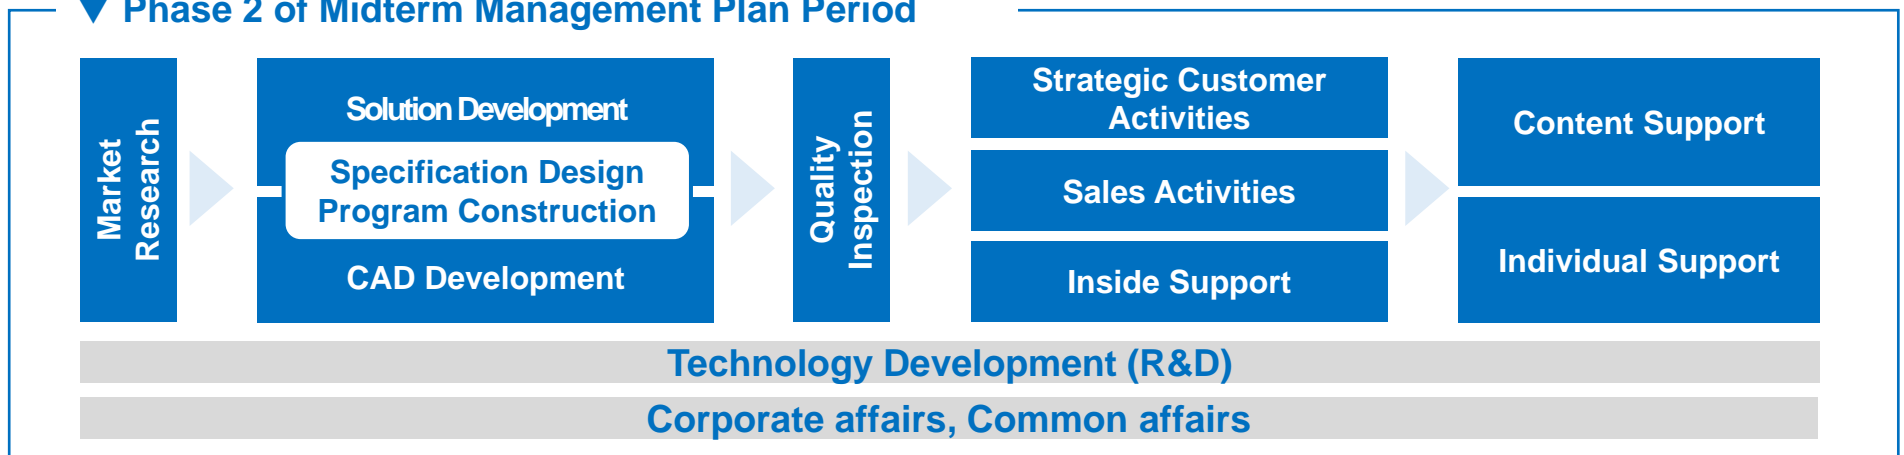 ▼ Phase 2 of Midterm Management Plan Period
Market
Research
Solution Development
Specification Design
Program Construction
CAD Development
Quality
Inspection
Strategic Customer
Activities
Sales Activities
Inside Support
Content Support
Individual Support
Technology Development (R&D)
Corporate affairs, Common affairs